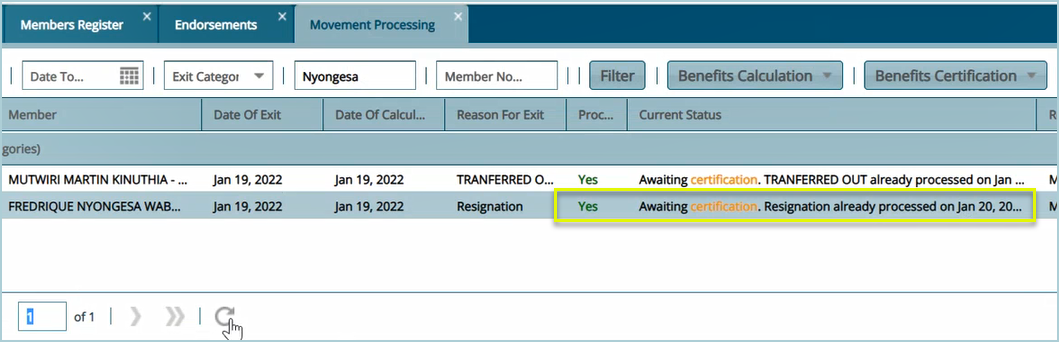 Members Register
Endorsements
Movement Processing
Date To...
Exit Categor
Nyongesa
Member No...
Filter
Benefits Calculation
Benefits Certification
Member
Date Of Exit
Date Of Calcul...
Reason For Exit
Proc...
Current Status
R
gories)
MUTWIRI MARTIN KINUTHIA - ... Jan 19, 2022 Jan 19, 2022 TRANFERRED O... Yes Awaiting certification. TRANFERRED OUT already processed on Jan ... M
FREDRIQUE NYONGESA WAB... Jan 19, 2022 Jan 19, 2022 Resignation Yes Awaiting certification. Resignation already processed on Jan 20, 20... M
1 of 1